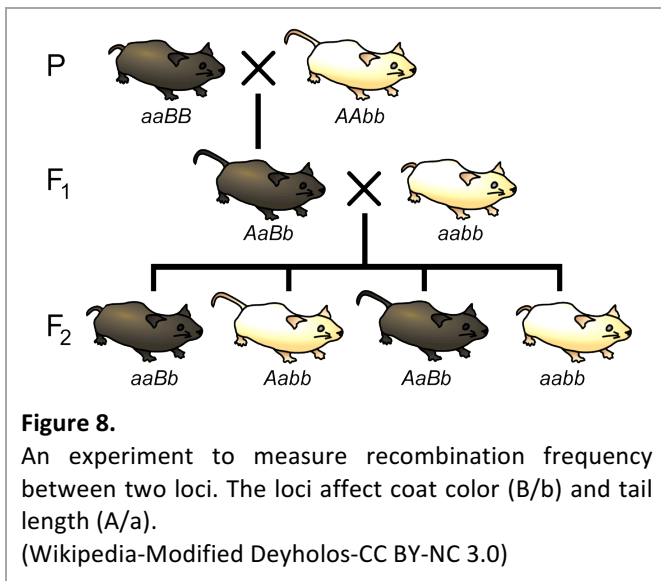 P
aaBB
AAbb
F₁
AaBb
aabb
F₂
aaBb
Aabb
AaBb
aabb
Figure 8.
An experiment to measure recombination frequency
between two loci. The loci affect coat color (B/b) and tail
length (A/a).
(Wikipedia-Modified Deyholos-CC BY-NC 3.0)